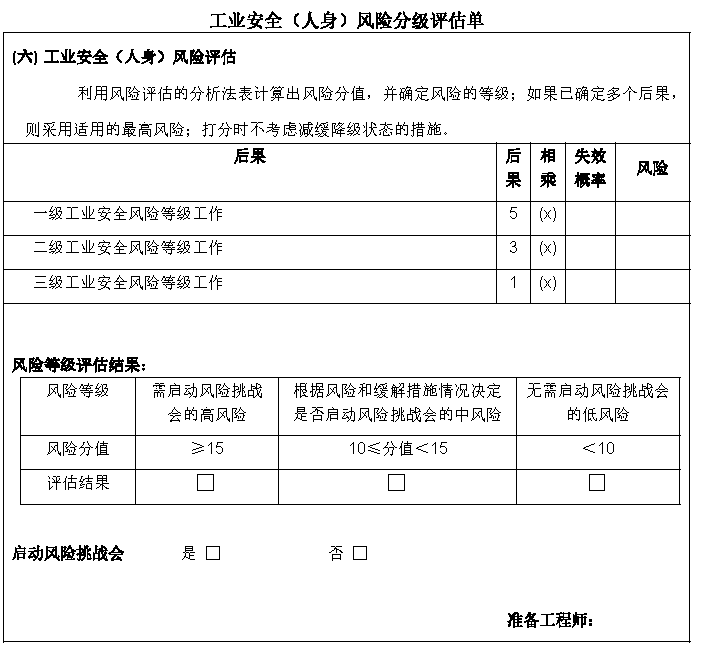 工业安全（人身）风险分级评估单
(六) 工业安全（人身）风险评估
利用风险评估的分析法表计算出风险分值，并确定风险的等级；如果已确定多个后果，
则采用适用的最高风险；打分时不考虑减缓降级状态的措施。
后果 后果 相乘 失效概率 风险
一级工业安全风险等级工作 5 (x)
二级工业安全风险等级工作 3 (x)
三级工业安全风险等级工作 1 (x)
风险等级评估结果：
风险等级 需启动风险挑战会的高风险 根据风险和缓解措施情况决定是否启动风险挑战会的中风险 无需启动风险挑战会的低风险
风险分值 ≥15 10≤分值＜15 ＜10
评估结果 □ □ □
启动风险挑战会 是 □ 否 □
准备工程师：